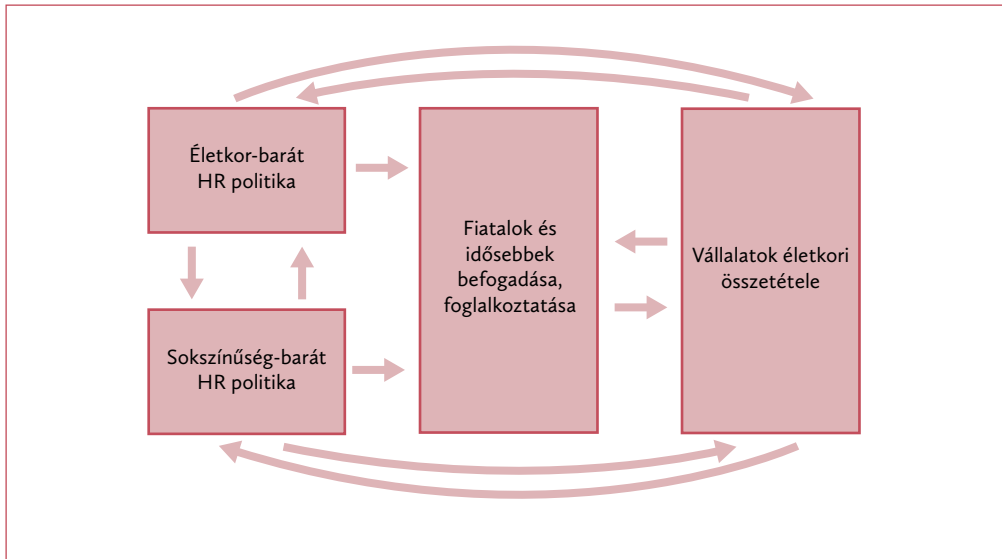 Életkor-barát
HR politika
Sokszínűség-barát
HR politika
Fiatalok és
idősebbek
befogadása,
foglalkoztatása
Vállalatok életkori
összetétele